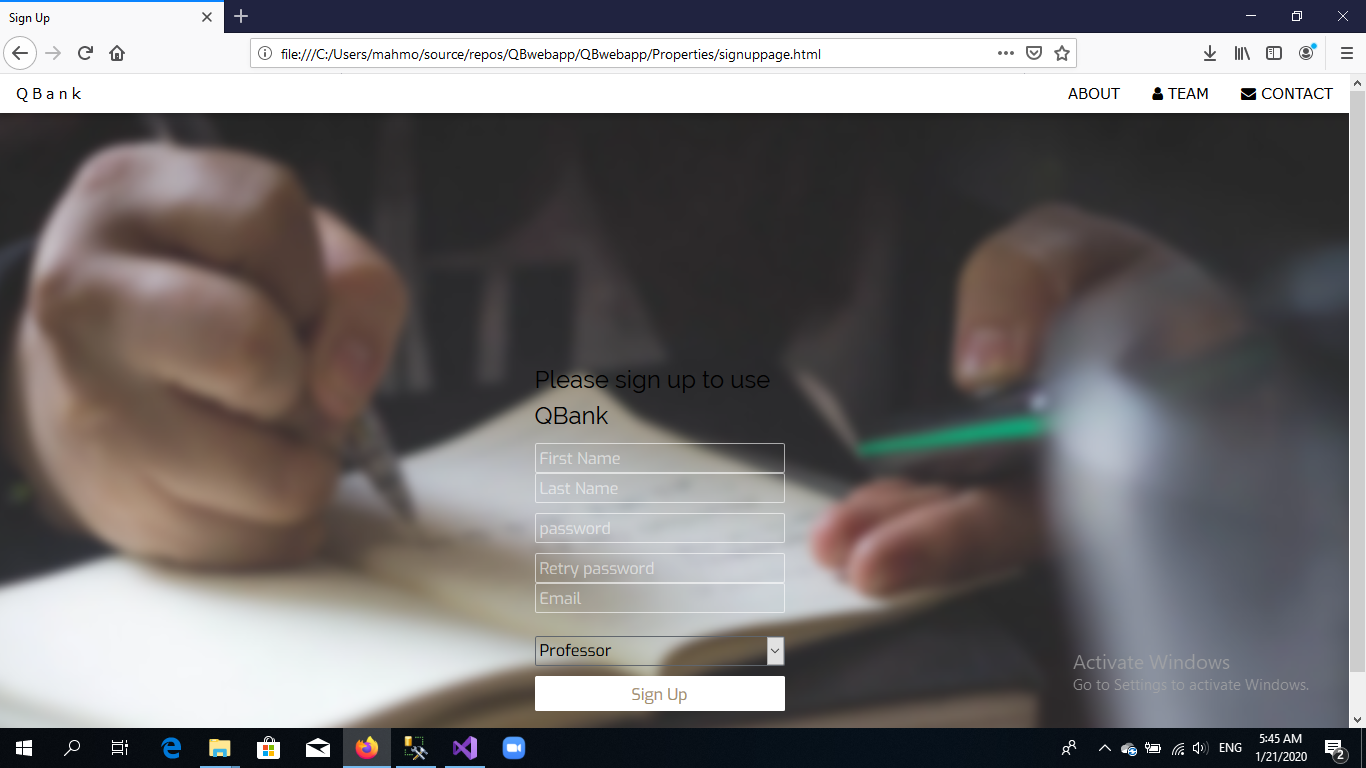 Sign Up
file:///C:/Users/mahmo/source/repos/QBwebapp/QBwebapp/Properties/signuppage.html
QBank
ABOUT TEAM CONTACT
Please sign up to use
QBank
First Name
Last Name
password
Retry password
Email
Professor
Sign Up
Activate Windows
Go to Settings to activate Windows.
ENG
5:45 AM
1/21/2020
2